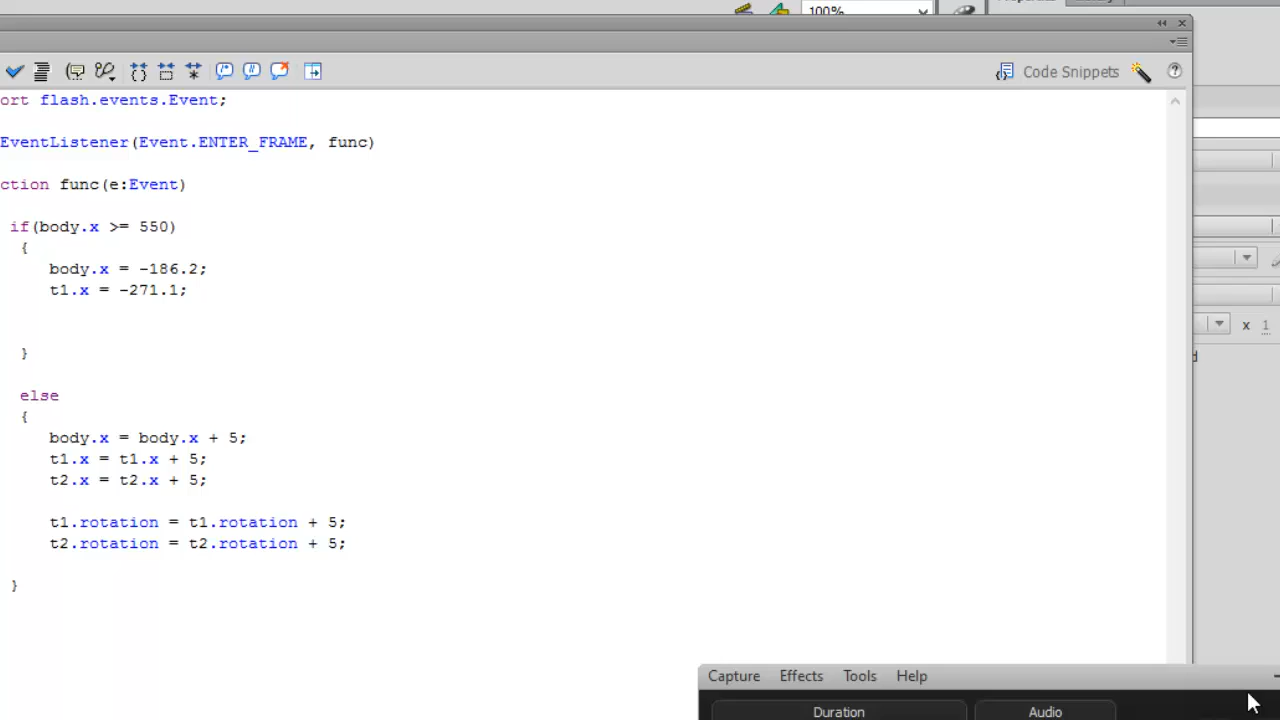 100%
Code Snippets
ort flash.events.Event;
EventListener(Event.ENTER_FRAME, func)
ction func(e:Event)
if(body.x >= 550)
{
body.x = -186.2;
t1.x = -271.1;
}
else
{
body.x = body.x + 5;
t1.x = t1.x + 5;
t2.x = t2.x + 5;
t1.rotation = t1.rotation + 5;
t2.rotation = t2.rotation + 5;
}
x 1
Capture Effects Tools Help
Duration Audio